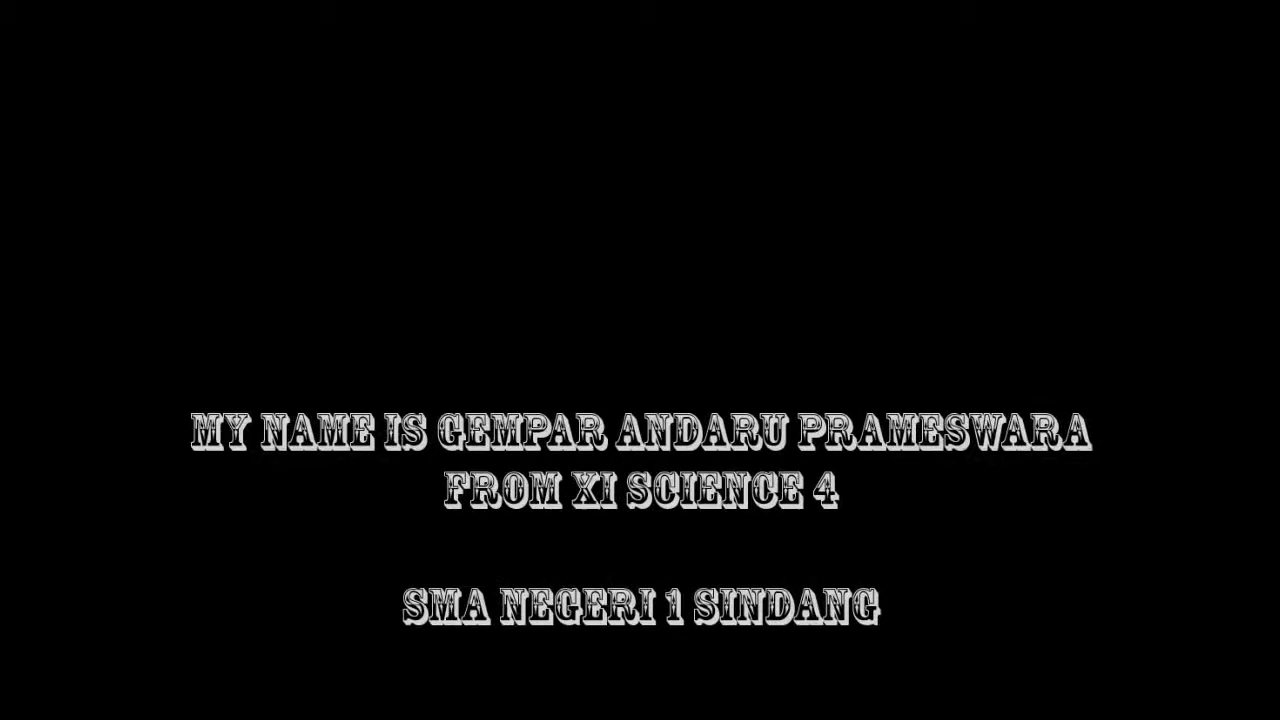 MY NAME IS GEMPAR ANDARU PRAMESWARA
FROM XI SCIENCE 4
SMA NEGERI 1 SINDANG